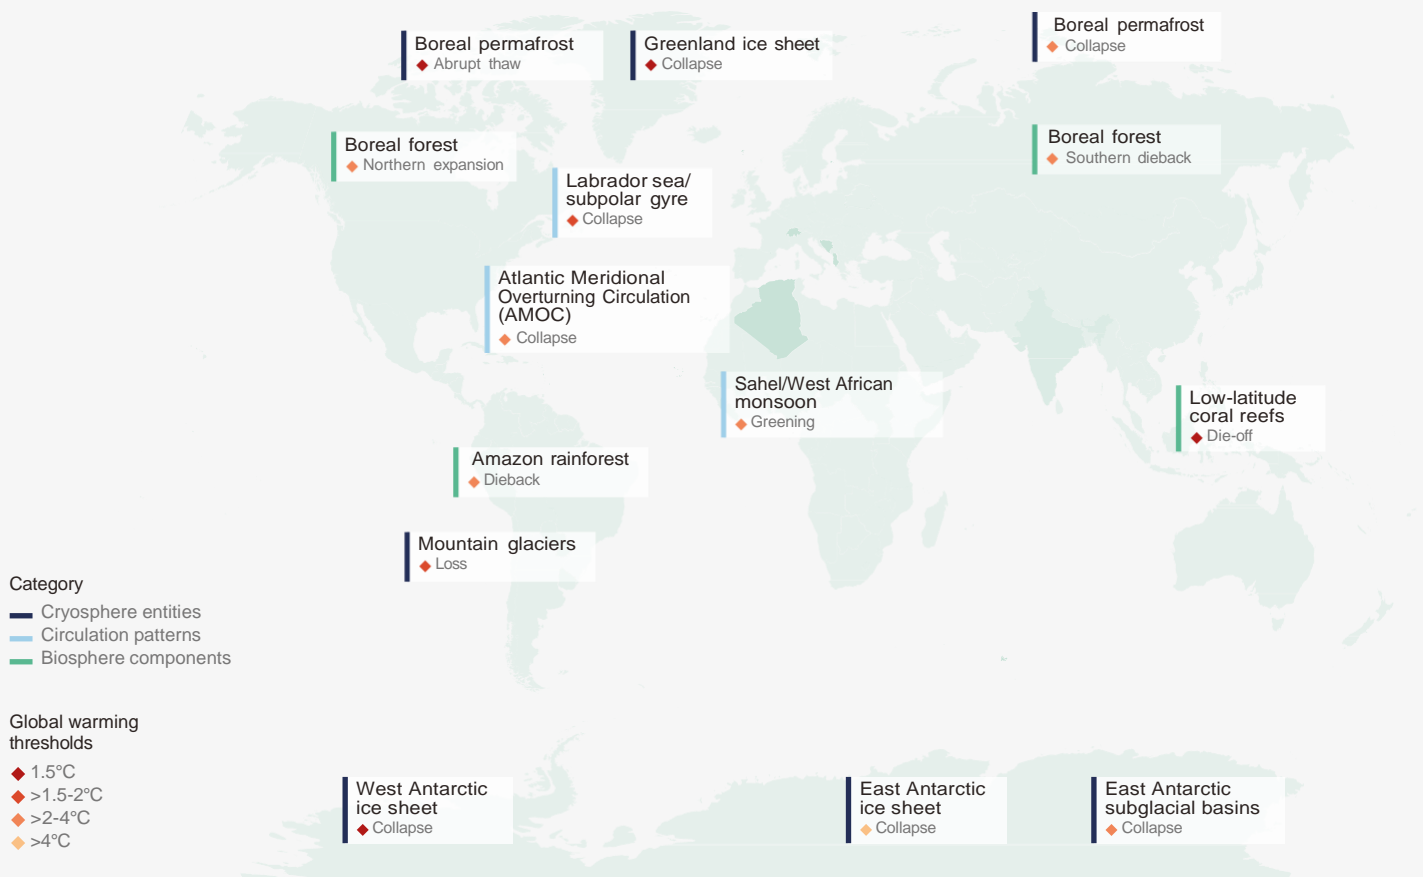 Boreal permafrost
Collapse
Boreal permafrost
Abrupt thaw
Greenland ice sheet
Collapse
Boreal forest
Northern expansion
Boreal forest
Southern dieback
Labrador sea/
subpolar gyre
Collapse
Atlantic Meridional
Overturning Circulation
(AMOC)
Collapse
Sahel/West African
monsoon
Greening
Low-latitude
coral reefs
Die-off
Amazon rainforest
Dieback
Mountain glaciers
Loss
Category
Cryosphere entities
Circulation patterns
Biosphere components
Global warming
thresholds
1.5°C
>1.5-2°C
>2-4°C
>4°C
West Antarctic
ice sheet
Collapse
East Antarctic
ice sheet
Collapse
East Antarctic
subglacial basins
Collapse